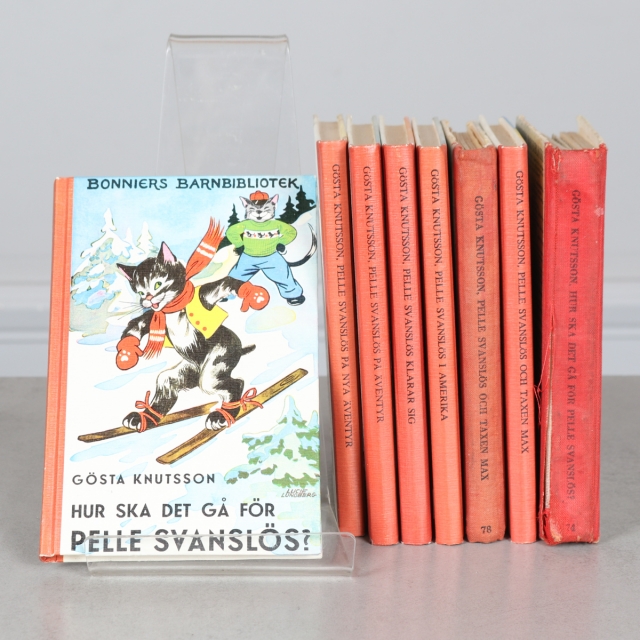 BONNIERS BARNBIBLIOTEK
GÖSTA KNUTSSON
HUR SKA DET GÅ FÖR
PELLE SVANSLÖS?
GÖSTA KNUTSSON, PELLE SVANSLÖS PÅ NYA ÄVENTYR
GÖSTA KNUTSSON, PELLE SVANSLÖS PÅ ÄVENTYR
GÖSTA KNUTSSON, PELLE SVANSLÖS KLARAR SIG
GÖSTA KNUTSSON, PELLE SVANSLÖS I AMERIKA
GÖSTA KNUTSSON, PELLE SVANSLÖS OCH TAXEN MAX
78
GÖSTA KNUTSSON, PELLE SVANSLÖS OCH TAXEN MAX
GÖSTA KNUTSSON, HUR SKA DET GÅ FÖR PELLE SVANSLÖS?